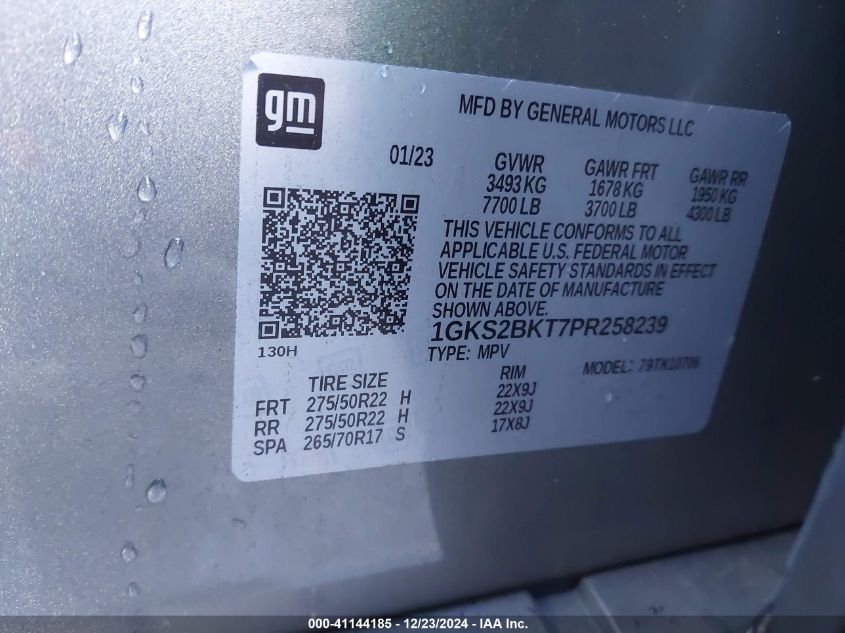 gm
MFD BY GENERAL MOTORS LLC
01/23 GVWR GAWR FRT GAWR RR
3493 KG 1678 KG 1950 KG
7700 LB 3700 LB 4300 LB
THIS VEHICLE CONFORMS TO ALL
APPLICABLE U.S. FEDERAL MOTOR
VEHICLE SAFETY STANDARDS IN EFFECT
ON THE DATE OF MANUFACTURE
SHOWN ABOVE.
1GKS2BKT7PR258239
130H
TYPE: MPV MODEL: 79TK10706
TIRE SIZE RIM
FRT 275/50R22 H 22X9J
RR 275/50R22 H 22X9J
SPA 265/70R17 S 17X8J
000-41144185 - 12/23/2024 - IAA Inc.